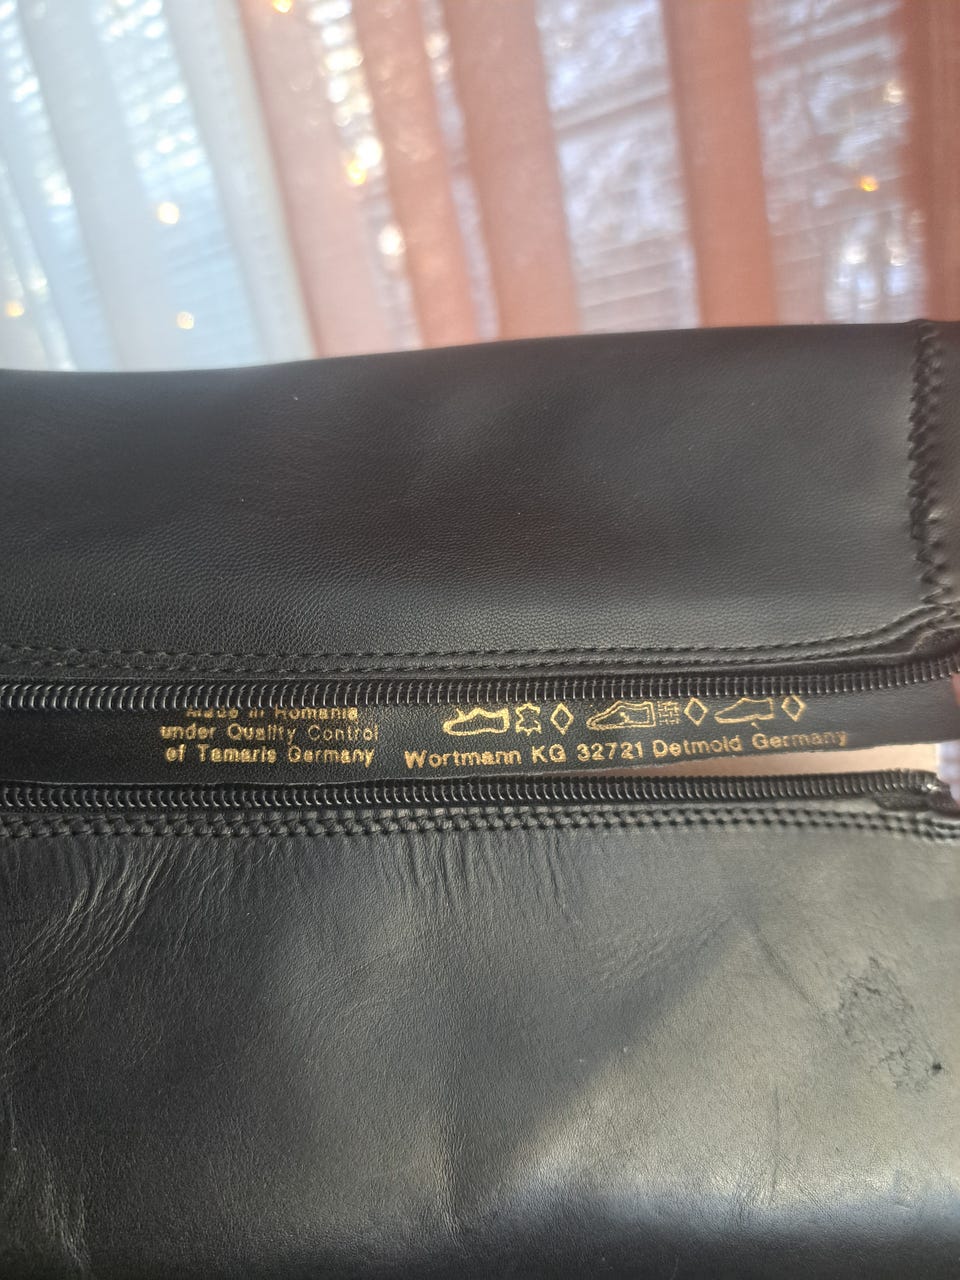 Made in Romania
under Quality Control
of Tamaris Germany
Wortmann KG 32721 Detmold Germany